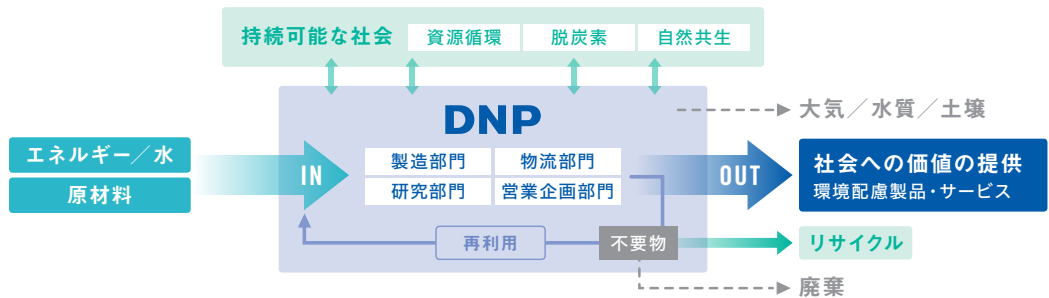 持続可能な社会
資源循環
脱炭素
自然共生
DNP
大気／水質／土壌
エネルギー／水
原材料
IN
製造部門
物流部門
研究部門
営業企画部門
OUT
社会への価値の提供
環境配慮製品・サービス
再利用
不要物
リサイクル
廃棄